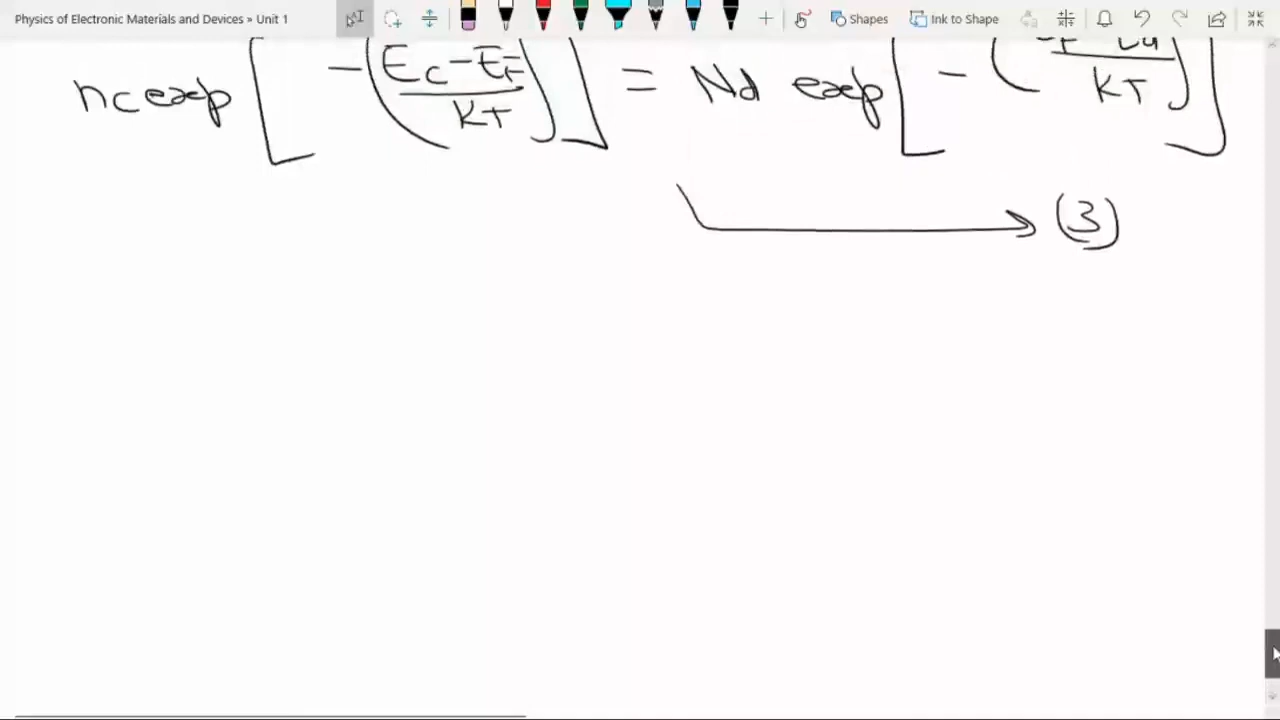 Physics of Electronic Materials and Devices » Unit 1
Shapes
Ink to Shape
nc exp [ - ( EC - EF / KT ) ] = Nd exp [ - ( / KT ) ]
(3)